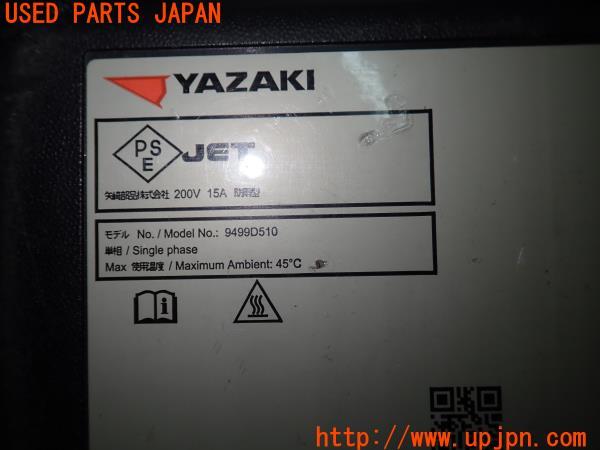 USED PARTS JAPAN
YAZAKI
PS
E
JET
矢崎部品株式会社 200V 15A 防雨型
モデル No. / Model No.: 9499D510
単相 / Single phase
Max 使用温度 / Maximum Ambient: 45°C
http://
www.upjpn.com